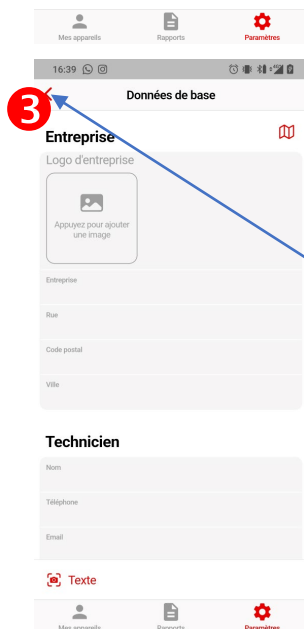 Mes appareils Rapports Paramètres
16:39
3
Données de base
Entreprise
Logo d'entreprise
Appuyez pour ajouter
une image
Entreprise
Rue
Code postal
Ville
Technicien
Nom
Téléphone
Email
Texte
Mes appareils Rapports Paramètres